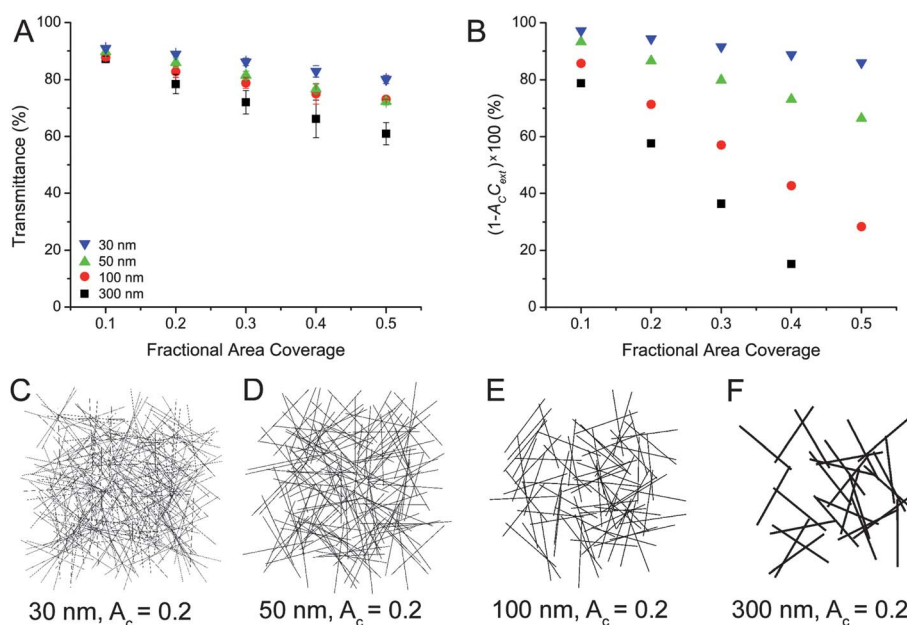 A
Transmittance (%)
100
80
60
40
20
0
30 nm
50 nm
100 nm
300 nm
0.1 0.2 0.3 0.4 0.5
Fractional Area Coverage
B
(1-A_C C_ext)×100 (%)
100
80
60
40
20
0
0.1 0.2 0.3 0.4 0.5
Fractional Area Coverage
C
30 nm, A_c = 0.2
D
50 nm, A_c = 0.2
E
100 nm, A_c = 0.2
F
300 nm, A_c = 0.2